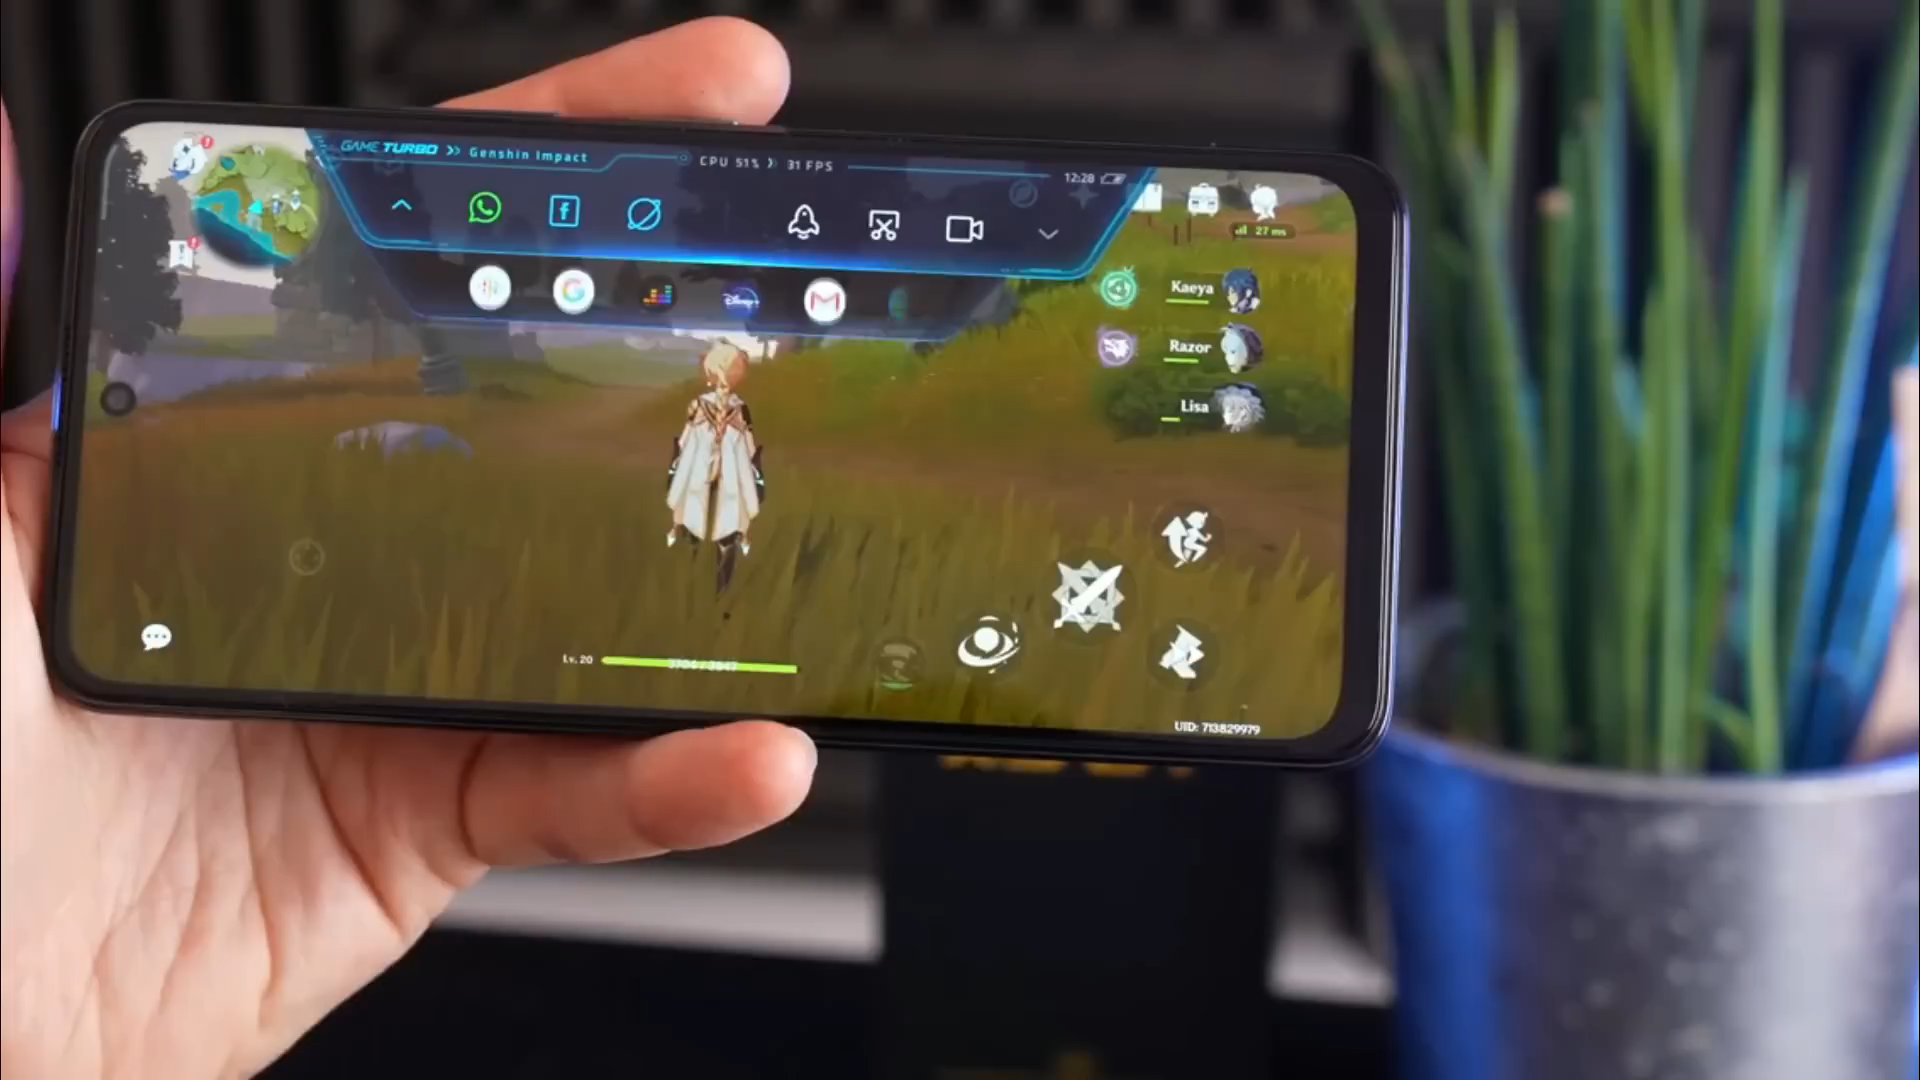 GAME TURBO >> Genshin Impact
CPU 51% > 31 FPS
12:28
27 ms
Disney+
Kaeya
Razor
Lisa
Lv. 20
UID: 713829979